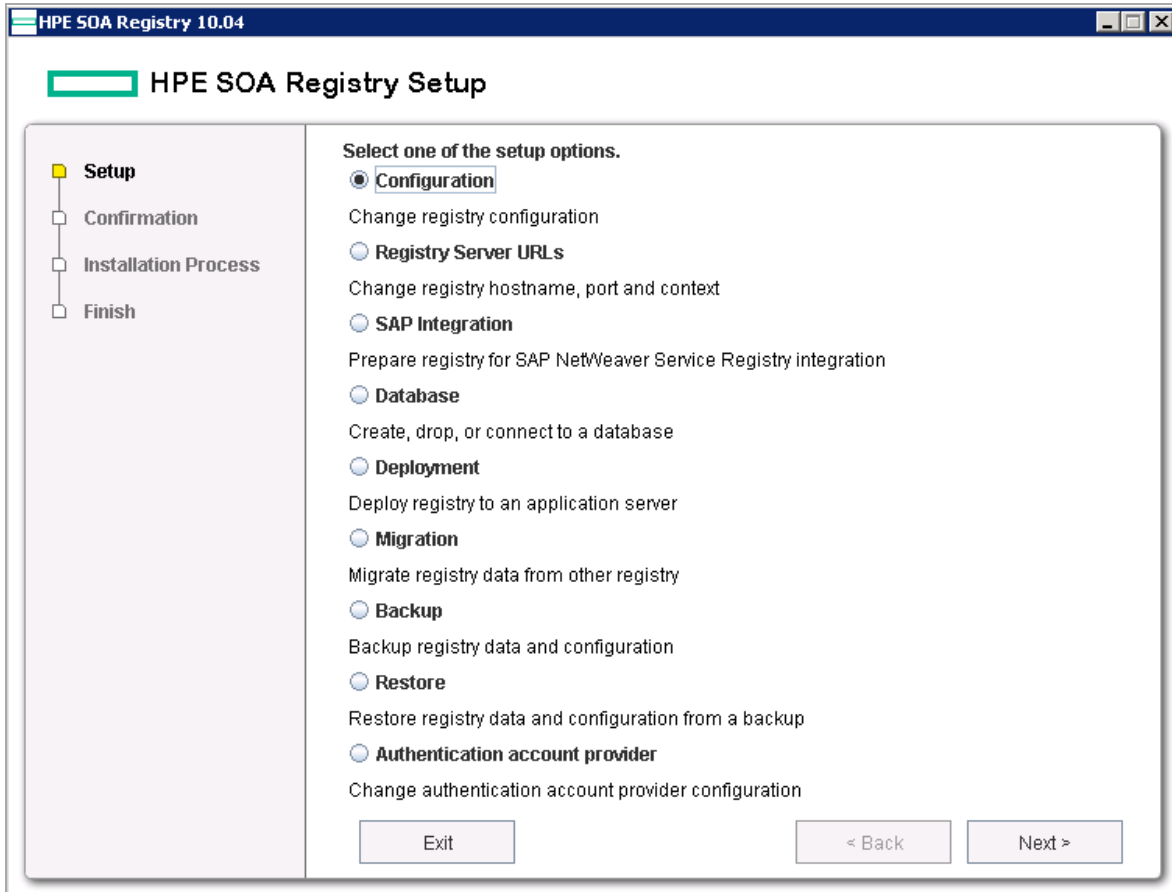 HPE SOA Registry 10.04
HPE SOA Registry Setup
Setup
Confirmation
Installation Process
Finish
Select one of the setup options.
Configuration
Change registry configuration
Registry Server URLs
Change registry hostname, port and context
SAP Integration
Prepare registry for SAP NetWeaver Service Registry integration
Database
Create, drop, or connect to a database
Deployment
Deploy registry to an application server
Migration
Migrate registry data from other registry
Backup
Backup registry data and configuration
Restore
Restore registry data and configuration from a backup
Authentication account provider
Change authentication account provider configuration
Exit
< Back
Next >